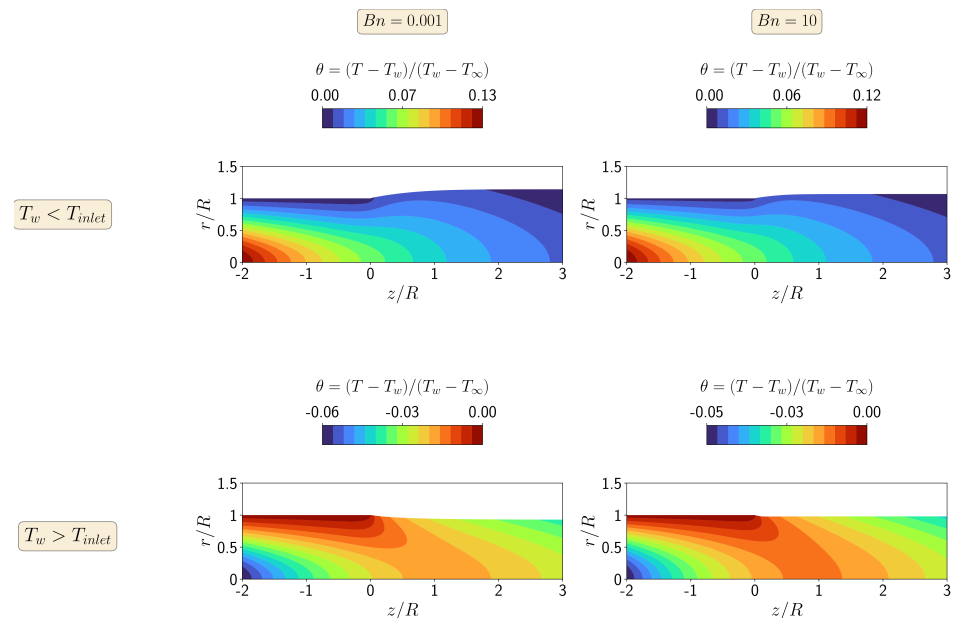 Bn = 0.001
Bn = 10
θ = (T − T_w)/(T_w − T_∞)
θ = (T − T_w)/(T_w − T_∞)
0.00 0.07 0.13
0.00 0.06 0.12
T_w < T_inlet
1.5
1
0.5
0
r/R
-2 -1 0 1 2 3
z/R
1.5
1
0.5
0
r/R
-2 -1 0 1 2 3
z/R
θ = (T − T_w)/(T_w − T_∞)
θ = (T − T_w)/(T_w − T_∞)
-0.06 -0.03 0.00
-0.05 -0.03 0.00
T_w > T_inlet
1.5
1
0.5
0
r/R
-2 -1 0 1 2 3
z/R
1.5
1
0.5
0
r/R
-2 -1 0 1 2 3
z/R